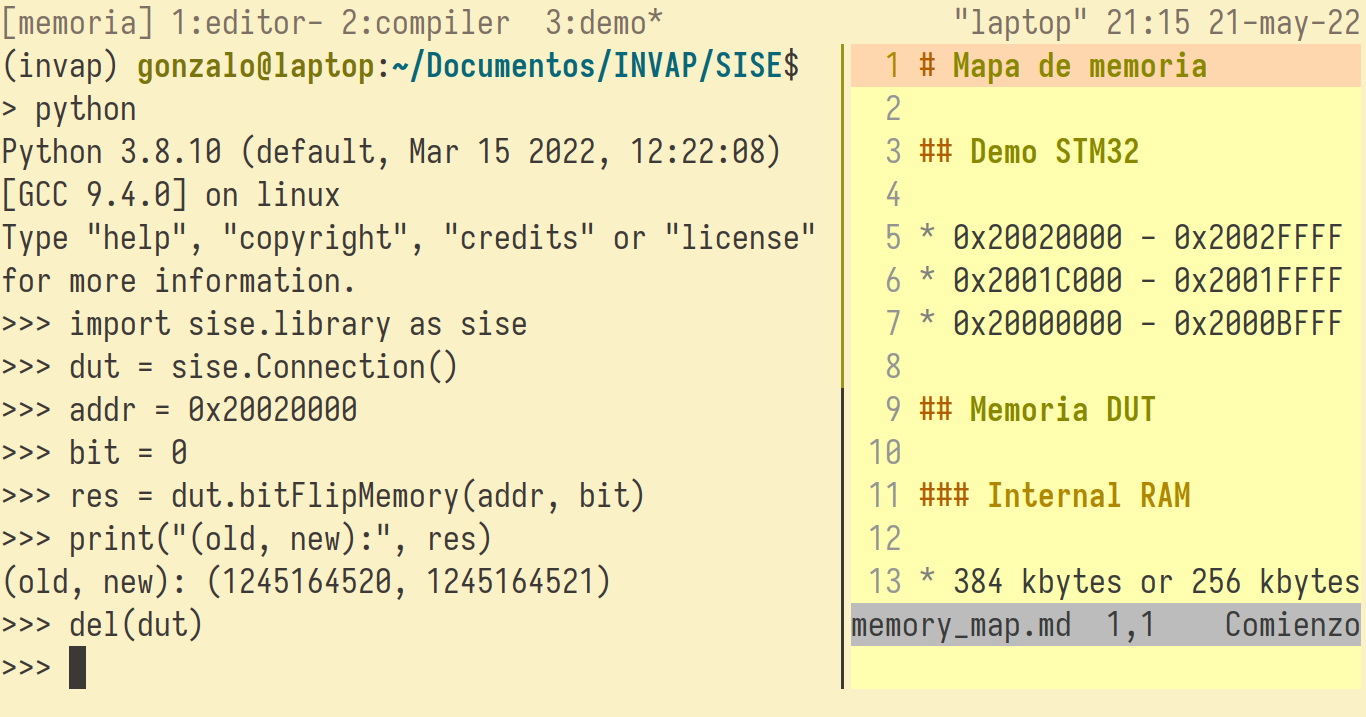 [memoria] 1:editor- 2:compiler  3:demo*                 "laptop" 21:15 21-may-22
(invap) gonzalo@laptop:~/Documentos/INVAP/SISE$
> python
Python 3.8.10 (default, Mar 15 2022, 12:22:08)
[GCC 9.4.0] on linux
Type "help", "copyright", "credits" or "license"
for more information.
>>> import sise.library as sise
>>> dut = sise.Connection()
>>> addr = 0x20020000
>>> bit = 0
>>> res = dut.bitFlipMemory(addr, bit)
>>> print("(old, new):", res)
(old, new): (1245164520, 1245164521)
>>> del(dut)
>>>
1 # Mapa de memoria
2
3 ## Demo STM32
4
5 * 0x20020000 - 0x2002FFFF
6 * 0x2001C000 - 0x2001FFFF
7 * 0x20000000 - 0x2000BFFF
8
9 ## Memoria DUT
10
11 ### Internal RAM
12
13 * 384 kbytes or 256 kbytes
memory_map.md  1,1    Comienzo